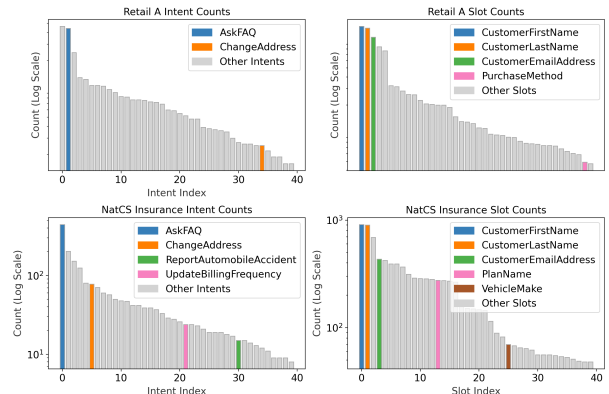 Retail A Intent Counts
Count (Log Scale)
AskFAQ
ChangeAddress
Other Intents
0 10 20 30 40
Intent Index
Retail A Slot Counts
Count (Log Scale)
CustomerFirstName
CustomerLastName
CustomerEmailAddress
PurchaseMethod
Other Slots
0 10 20 30 40
NatCS Insurance Intent Counts
Count (Log Scale)
10²
10¹
AskFAQ
ChangeAddress
ReportAutomobileAccident
UpdateBillingFrequency
Other Intents
0 10 20 30 40
Intent Index
NatCS Insurance Slot Counts
Count (Log Scale)
10³
10²
CustomerFirstName
CustomerLastName
CustomerEmailAddress
PlanName
VehicleMake
Other Slots
0 10 20 30 40
Slot Index